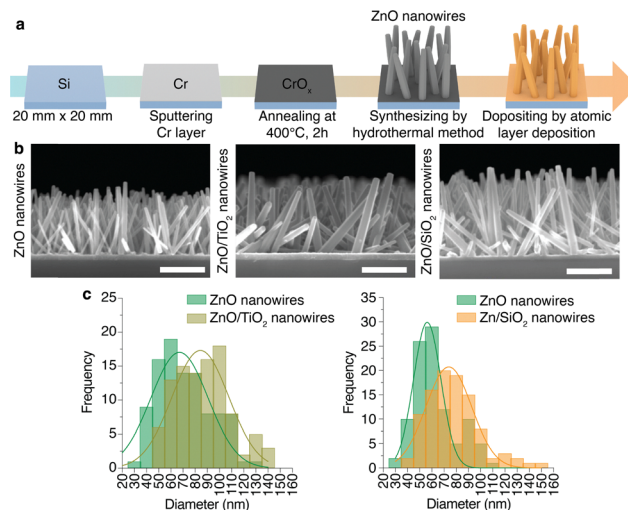 a
ZnO nanowires
Si
Cr
CrOₓ
20 mm x 20 mm
Sputtering
Cr layer
Annealing at
400°C, 2h
Synthesizing by
hydrothermal method
Dopositing by atomic
layer deposition
b
ZnO nanowires
ZnO/TiO₂ nanowires
ZnO/SiO₂ nanowires
c
ZnO nanowires
ZnO/TiO₂ nanowires
Frequency
25
20
15
10
5
0
20 30 40 50 60 70 80 90 100 110 120 130 140 150 160
Diameter (nm)
ZnO nanowires
Zn/SiO₂ nanowires
Frequency
35
30
25
20
15
10
5
0
20 30 40 50 60 70 80 90 100 110 120 130 140 150 160
Diameter (nm)